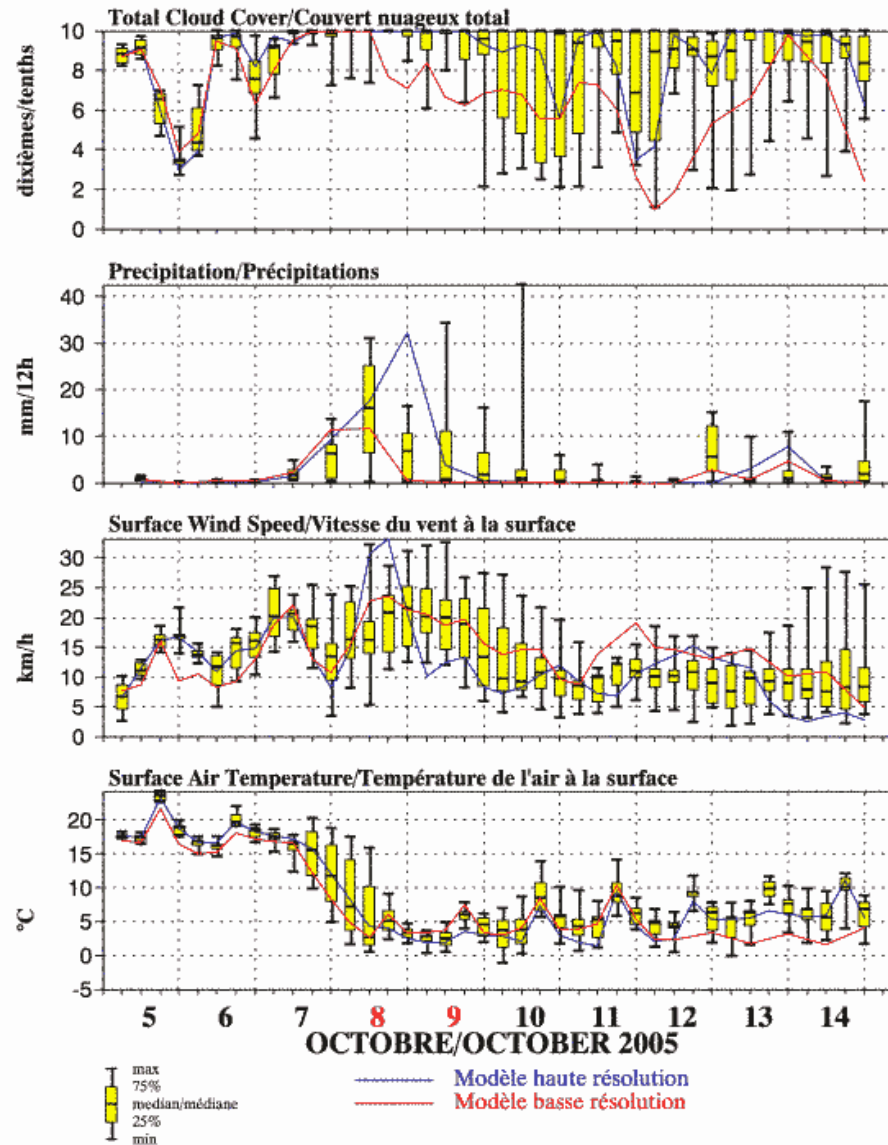 Total Cloud Cover/Couvert nuageux total
10
8
6
4
2
0
dixièmes/tenths
Precipitation/Précipitations
40
30
20
10
0
mm/12h
Surface Wind Speed/Vitesse du vent à la surface
30
25
20
15
10
5
0
km/h
Surface Air Temperature/Température de l'air à la surface
20
15
10
5
0
-5
°C
5 6 7 8 9 10 11 12 13 14
OCTOBRE/OCTOBER 2005
max
75%
median/médiane
25%
min
Modèle haute résolution
Modèle basse résolution